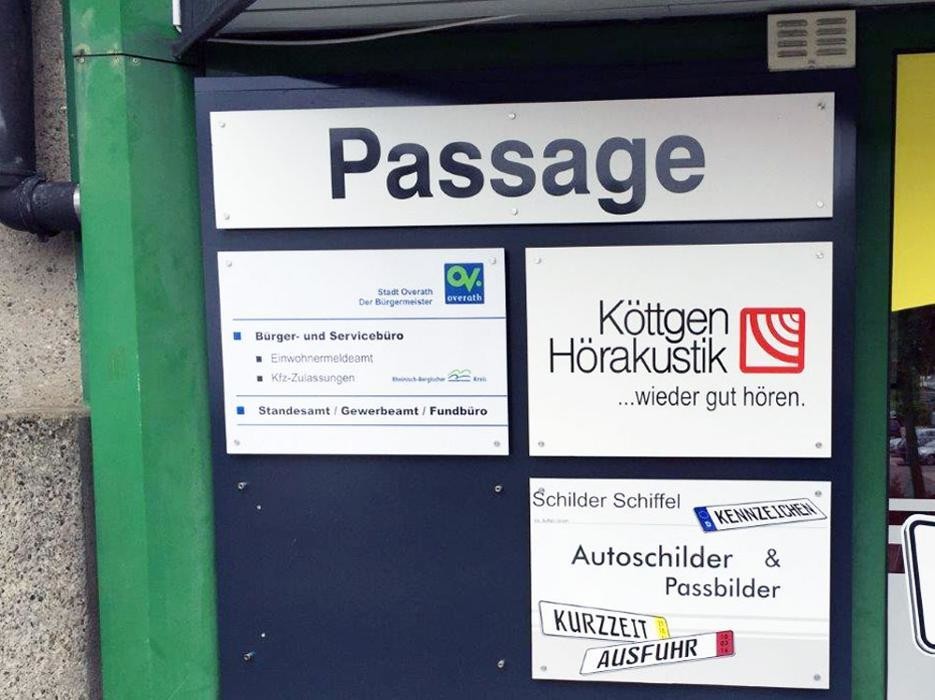 Passage
Stadt Overath
Der Bürgermeister
OV.
overath
Bürger- und Servicebüro
Einwohnermeldeamt
Kfz-Zulassungen
Rheinisch-Bergischer Kreis
Standesamt / Gewerbeamt / Fundbüro
Köttgen
Hörakustik
...wieder gut hören.
Schilder Schiffel
D
KENNZEICHEN
Autoschilder &
Passbilder
KURZZEIT
AUSFUHR